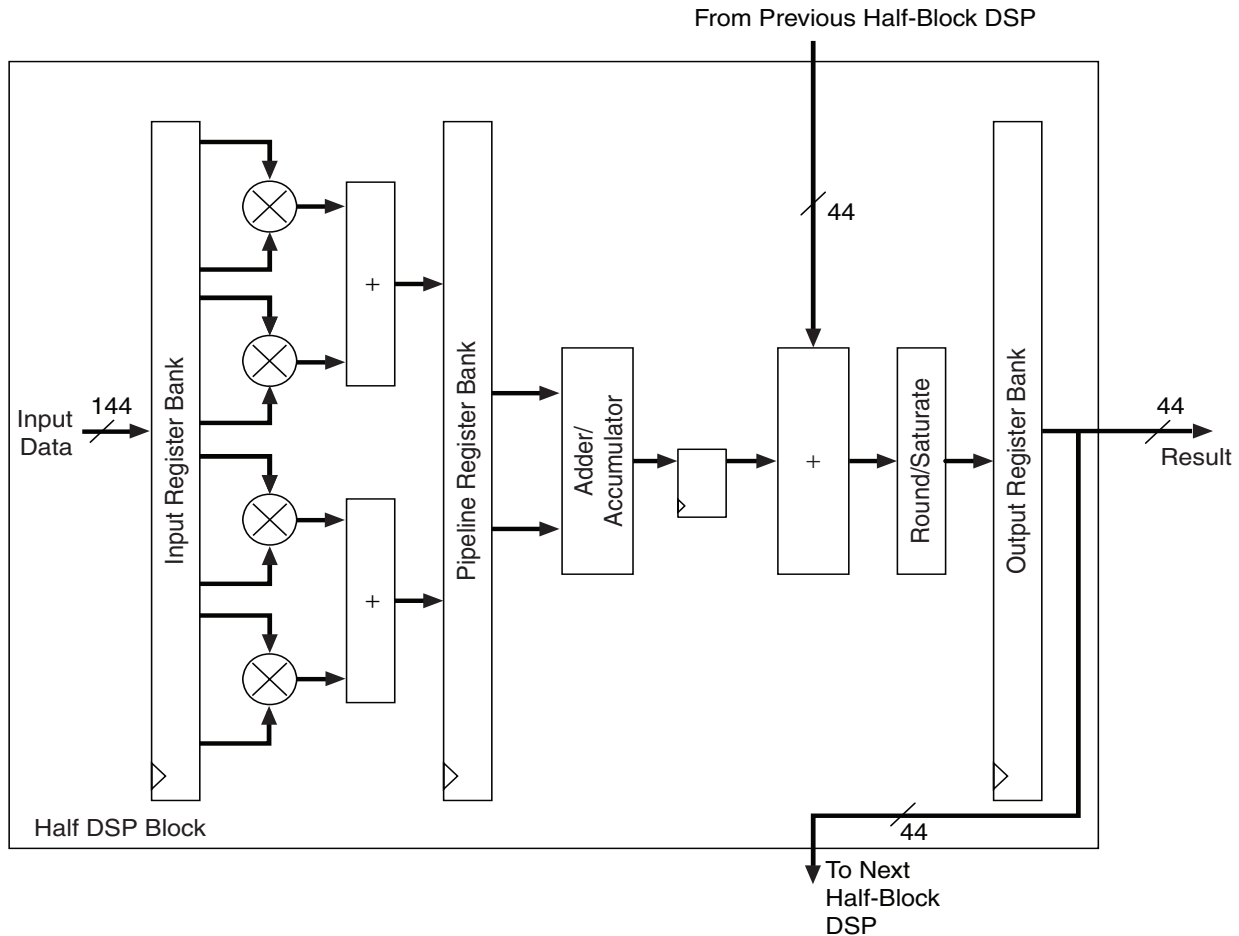 From Previous Half-Block DSP
44
+
Input Register Bank
Pipeline Register Bank
Output Register Bank
144
Input
Data
Adder/
Accumulator
+
Round/Saturate
44
Result
+
Half DSP Block
44
To Next
Half-Block
DSP